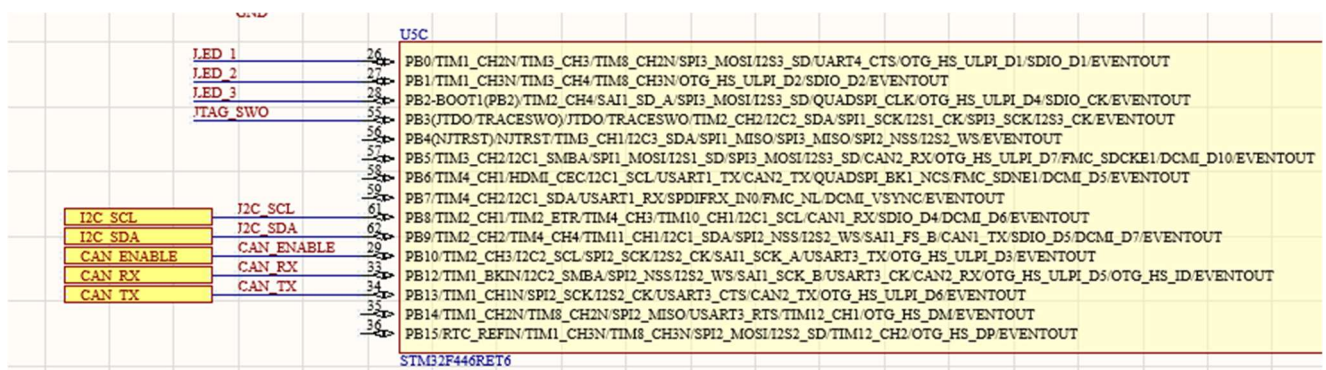 GND
U5C
LED_1 26 PB0/TIM1_CH2N/TIM3_CH3/TIM8_CH2N/SPI3_MOSI/I2S3_SD/UART4_CTS/OTG_HS_ULPI_D1/SDIO_D1/EVENTOUT
LED_2 27 PB1/TIM1_CH3N/TIM3_CH4/TIM8_CH3N/OTG_HS_ULPI_D2/SDIO_D2/EVENTOUT
LED_3 28 PB2-BOOT1(PB2)/TIM2_CH4/SAI1_SD_A/SPI3_MOSI/I2S3_SD/QUADSPI_CLK/OTG_HS_ULPI_D4/SDIO_CK/EVENTOUT
JTAG_SWO 55 PB3(JTDO/TRACESWO)/JTDO/TRACESWO/TIM2_CH2/I2C2_SDA/SPI1_SCK/I2S1_CK/SPI3_SCK/I2S3_CK/EVENTOUT
56 PB4(NJTRST)/NJTRST/TIM3_CH1/I2C3_SDA/SPI1_MISO/SPI3_MISO/SPI2_NSS/I2S2_WS/EVENTOUT
57 PB5/TIM3_CH2/I2C1_SMBA/SPI1_MOSI/I2S1_SD/SPI3_MOSI/I2S3_SD/CAN2_RX/OTG_HS_ULPI_D7/FMC_SDCKE1/DCMI_D10/EVENTOUT
58 PB6/TIM4_CH1/HDMI_CEC/I2C1_SCL/USART1_TX/CAN2_TX/QUADSPI_BK1_NCS/FMC_SDNE1/DCMI_D5/EVENTOUT
59 PB7/TIM4_CH2/I2C1_SDA/USART1_RX/SPDIFRX_IN0/FMC_NL/DCMI_VSYNC/EVENTOUT
I2C_SCL I2C_SCL 61 PB8/TIM2_CH1/TIM2_ETR/TIM4_CH3/TIM10_CH1/I2C1_SCL/CAN1_RX/SDIO_D4/DCMI_D6/EVENTOUT
I2C_SDA I2C_SDA 62 PB9/TIM2_CH2/TIM4_CH4/TIM11_CH1/I2C1_SDA/SPI2_NSS/I2S2_WS/SAI1_FS_B/CAN1_TX/SDIO_D5/DCMI_D7/EVENTOUT
CAN_ENABLE CAN_ENABLE 29 PB10/TIM2_CH3/I2C2_SCL/SPI2_SCK/I2S2_CK/SAI1_SCK_A/USART3_TX/OTG_HS_ULPI_D3/EVENTOUT
CAN_RX CAN_RX 33 PB12/TIM1_BKIN/I2C2_SMBA/SPI2_NSS/I2S2_WS/SAI1_SCK_B/USART3_CK/CAN2_RX/OTG_HS_ULPI_D5/OTG_HS_ID/EVENTOUT
CAN_TX CAN_TX 34 PB13/TIM1_CH1N/SPI2_SCK/I2S2_CK/USART3_CTS/CAN2_TX/OTG_HS_ULPI_D6/EVENTOUT
35 PB14/TIM1_CH2N/TIM8_CH2N/SPI2_MISO/USART3_RTS/TIM12_CH1/OTG_HS_DM/EVENTOUT
36 PB15/RTC_REFIN/TIM1_CH3N/TIM8_CH3N/SPI2_MOSI/I2S2_SD/TIM12_CH2/OTG_HS_DP/EVENTOUT
STM32F446RET6